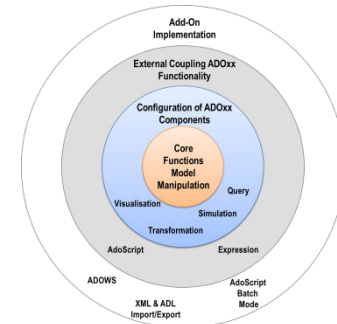 Add-On
Implementation
External Coupling ADOxx
Functionality
Configuration of ADOxx
Components
Core
Functions
Model
Manipulation
Query
Visualisation
Simulation
Transformation
AdoScript
Expression
ADOWS
AdoScript
Batch
Mode
XML & ADL
Import/Export